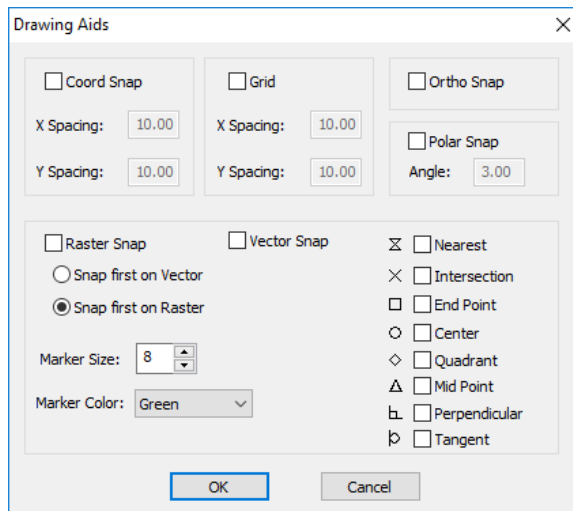 Drawing Aids
Coord Snap
X Spacing: 10.00
Y Spacing: 10.00
Grid
X Spacing: 10.00
Y Spacing: 10.00
Ortho Snap
Polar Snap
Angle: 3.00
Raster Snap
Snap first on Vector
Snap first on Raster
Marker Size: 8
Marker Color: Green
Vector Snap
Nearest
Intersection
End Point
Center
Quadrant
Mid Point
Perpendicular
Tangent
OK
Cancel